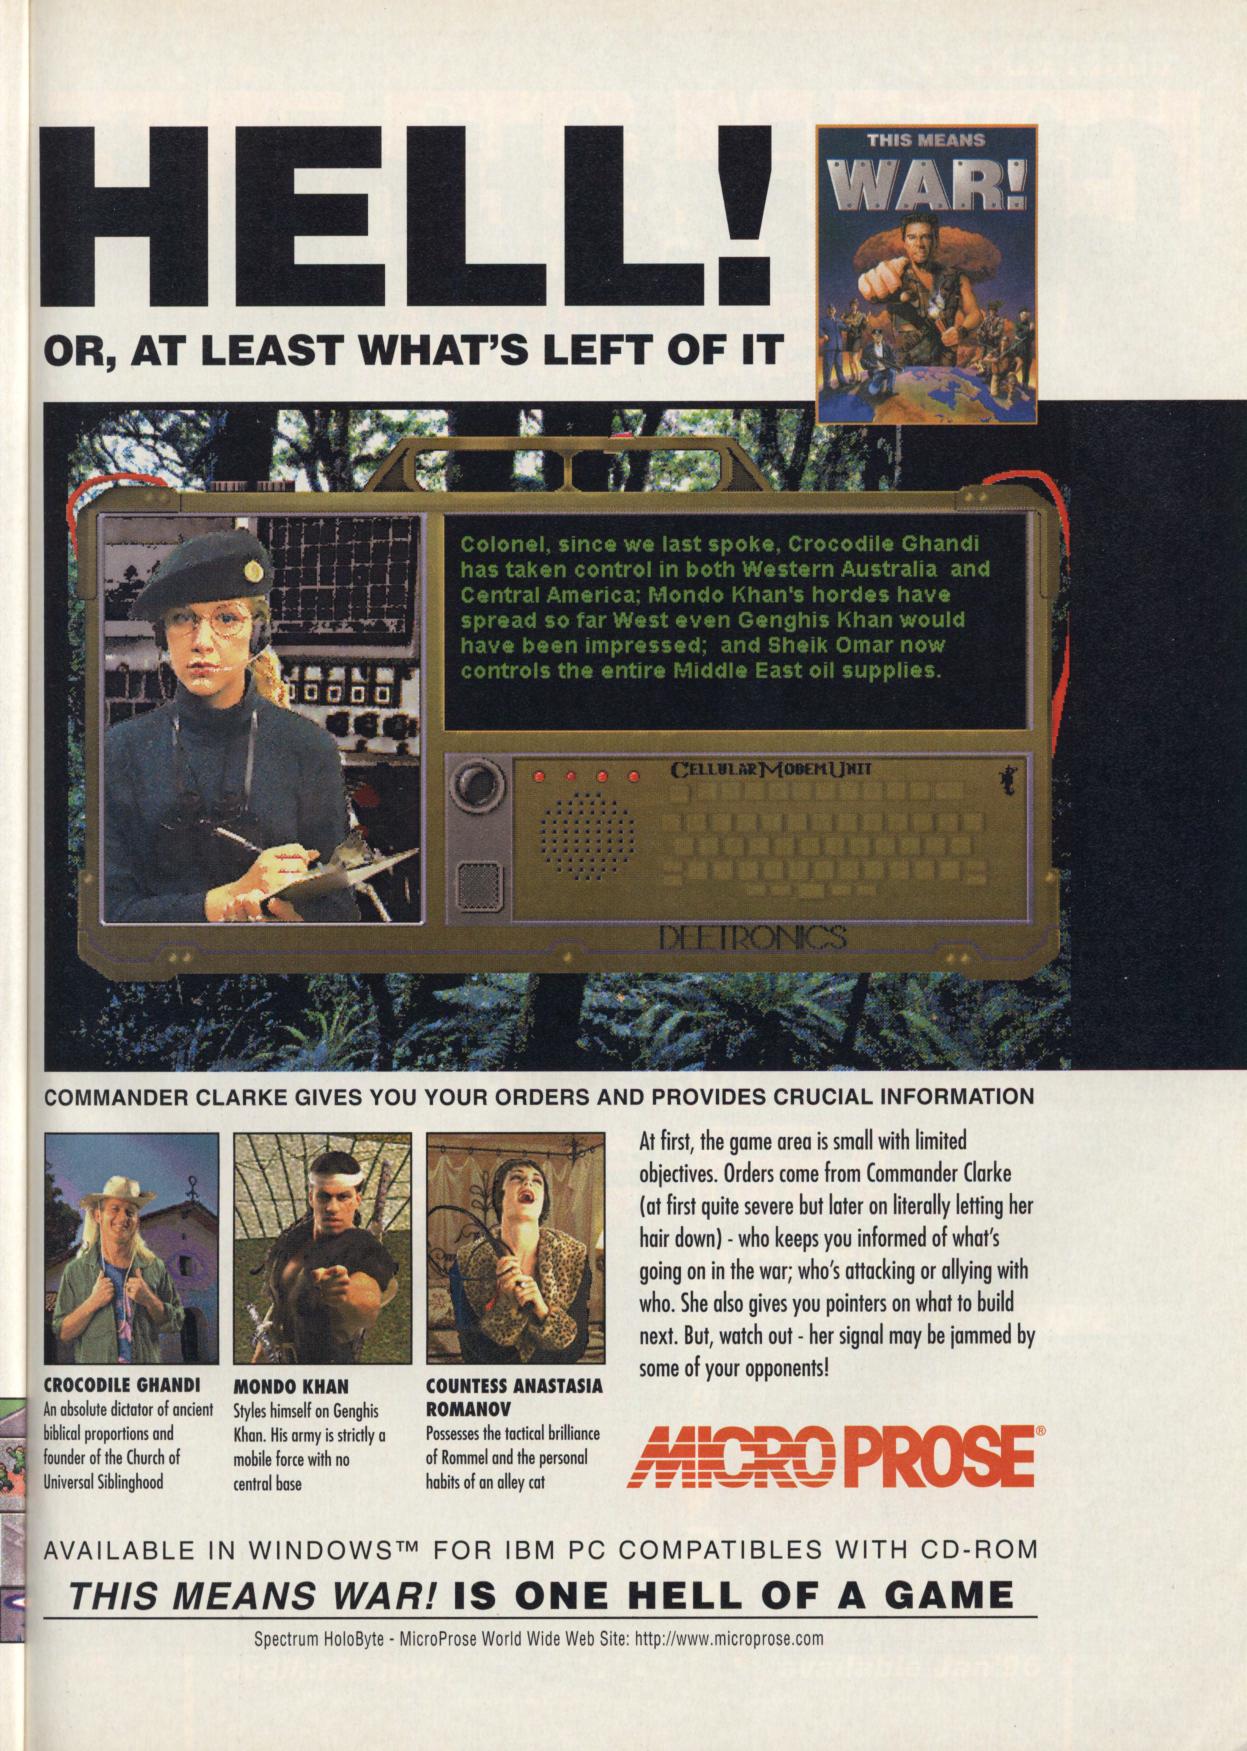 HELL!
OR, AT LEAST WHAT'S LEFT OF IT
THIS MEANS
WAR!
Colonel, since we last spoke, Crocodile Ghandi
has taken control in both Western Australia and
Central America; Mondo Khan's hordes have
spread so far West even Genghis Khan would
have been impressed; and Sheik Omar now
controls the entire Middle East oil supplies.
CELLULAR MODEM UNIT
DEETRONICS
COMMANDER CLARKE GIVES YOU YOUR ORDERS AND PROVIDES CRUCIAL INFORMATION
CROCODILE GHANDI
An absolute dictator of ancient
biblical proportions and
founder of the Church of
Universal Siblinghood
MONDO KHAN
Styles himself on Genghis
Khan. His army is strictly a
mobile force with no
central base
COUNTESS ANASTASIA
ROMANOV
Possesses the tactical brilliance
of Rommel and the personal
habits of an alley cat
At first, the game area is small with limited
objectives. Orders come from Commander Clarke
(at first quite severe but later on literally letting her
hair down) - who keeps you informed of what's
going on in the war; who's attacking or allying with
who. She also gives you pointers on what to build
next. But, watch out - her signal may be jammed by
some of your opponents!
MICROPROSE®
AVAILABLE IN WINDOWS™ FOR IBM PC COMPATIBLES WITH CD-ROM
THIS MEANS WAR! IS ONE HELL OF A GAME
Spectrum HoloByte - MicroProse World Wide Web Site: http://www.microprose.com